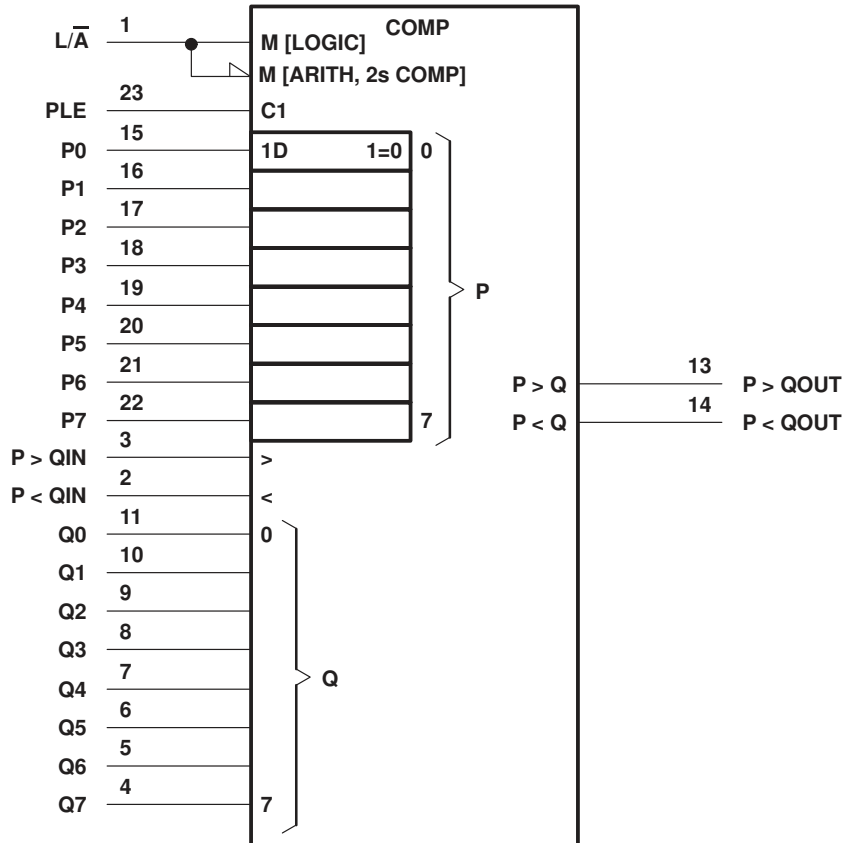 COMP
L/A̅ 1 M [LOGIC]
M [ARITH, 2s COMP]
PLE 23 C1
P0 15 1D 1=0 0
P1 16
P2 17
P3 18
P4 19
P
P5 20
P6 21
P > Q 13 P > QOUT
P7 22 7
P < Q 14 P < QOUT
P > QIN 3 >
P < QIN 2 <
Q0 11 0
Q1 10
Q2 9
Q3 8
Q
Q4 7
Q5 6
Q6 5
Q7 4 7